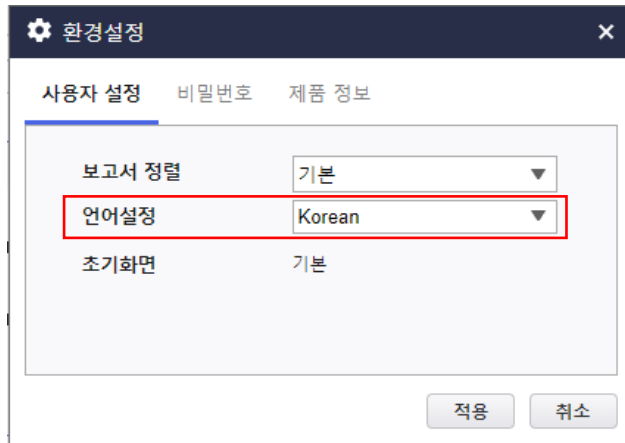 환경설정
사용자 설정 비밀번호 제품 정보
보고서 정렬 기본
언어설정 Korean
초기화면 기본
적용 취소